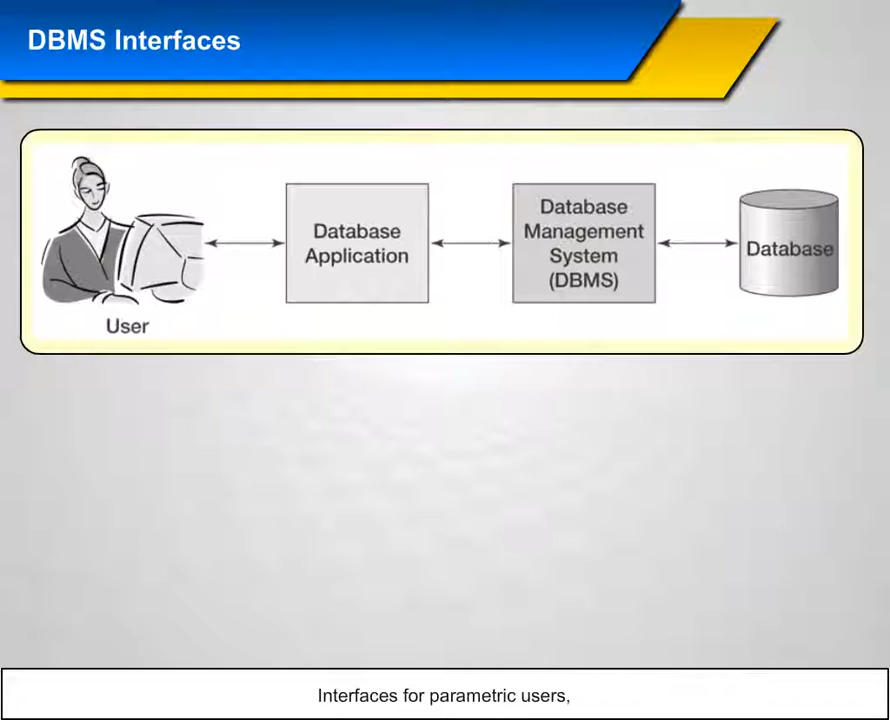 DBMS Interfaces
Database
Application
Database
Management
System
(DBMS)
Database
User
Interfaces for parametric users,